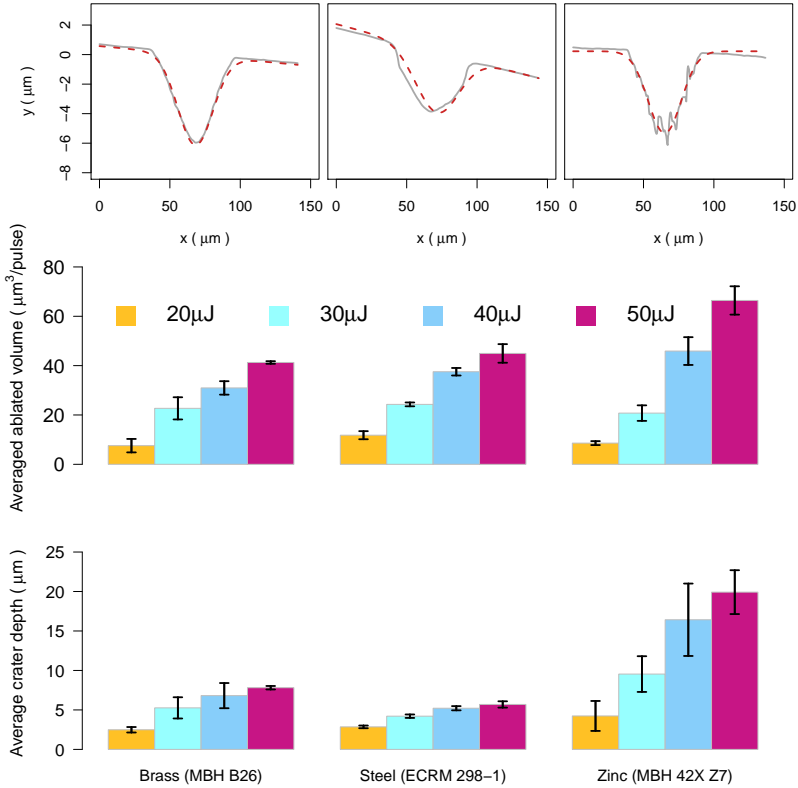 y ( μm )
2
0
−2
−4
−6
−8
0 50 100 150
0 50 100 150
0 50 100 150
x ( μm )
x ( μm )
x ( μm )
Averaged ablated volume ( μm³/pulse)
80
60
40
20
0
20μJ
30μJ
40μJ
50μJ
Average crater depth ( μm )
25
20
15
10
5
0
Brass (MBH B26)
Steel (ECRM 298−1)
Zinc (MBH 42X Z7)